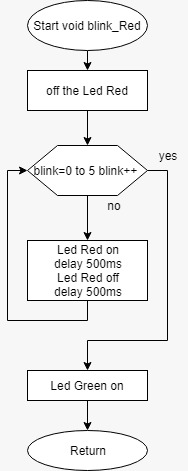 Start void blink_Red
off the Led Red
blink=0 to 5 blink++
yes
no
Led Red on
delay 500ms
Led Red off
delay 500ms
Led Green on
Return